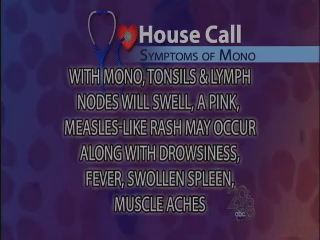 House Call
SYMPTOMS OF MONO
WITH MONO, TONSILS & LYMPH
NODES WILL SWELL, A PINK,
MEASLES-LIKE RASH MAY OCCUR
ALONG WITH DROWSINESS,
FEVER, SWOLLEN SPLEEN,
MUSCLE ACHES
abc